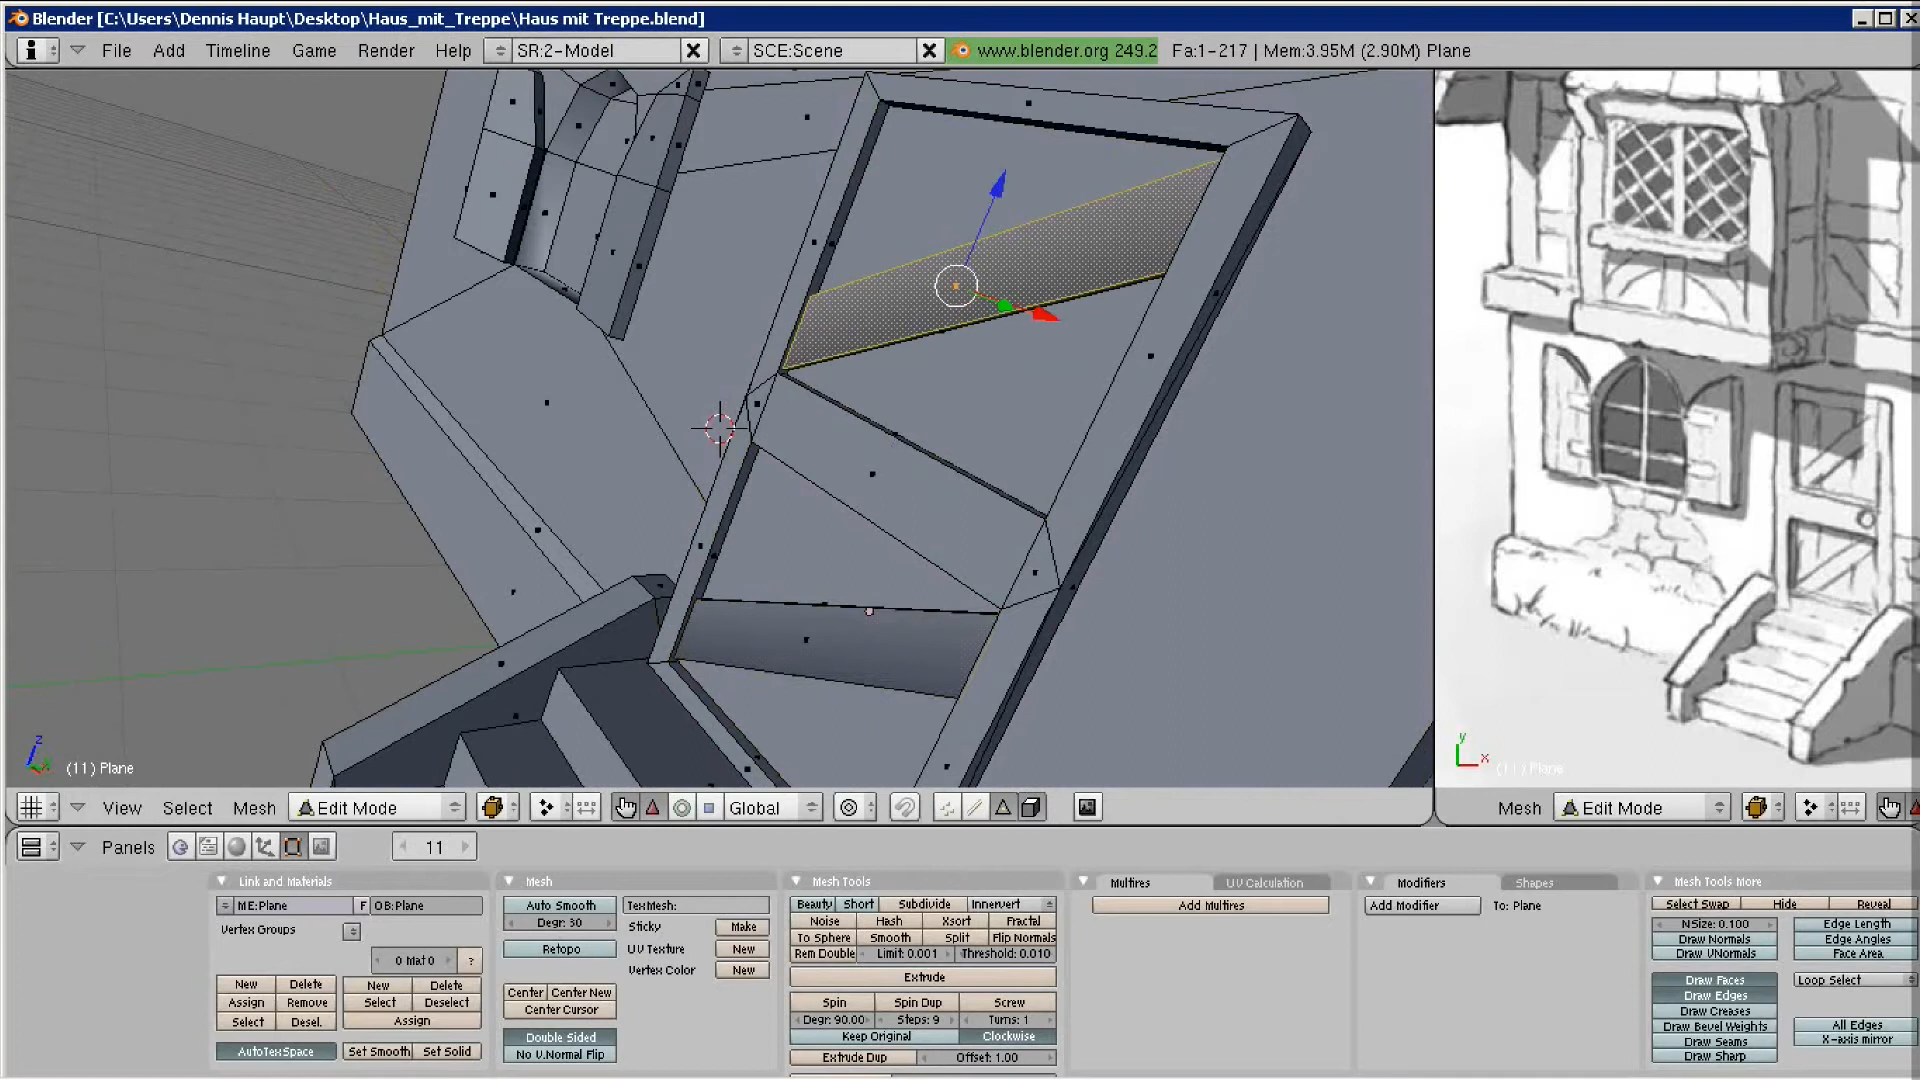 Blender [C:\Users\Dennis Haupt\Desktop\Haus_mit_Treppe\Haus mit Treppe.blend]
File Add Timeline Game Render Help SR:2-Model SCE:Scene www.blender.org 249.2 Fa:1-217 | Mem:3.95M (2.90M) Plane
z
(11) Plane
y
x
(11) Plane
View Select Mesh Edit Mode Global
Mesh Edit Mode
Panels 11
Link and Materials
ME:Plane F OB:Plane
Vertex Groups
0 Mat 0 ?
New Delete New Delete
Assign Remove Select Deselect
Select Desel. Assign
AutoTexSpace Set Smooth Set Solid
Mesh
Auto Smooth TexMesh:
Degr: 30 Sticky Make
Retopo UV Texture New
Vertex Color New
Center Center New
Center Cursor
Double Sided
No V.Normal Flip
Mesh Tools
Beauty Short Subdivide Innervert
Noise Hash Xsort Fractal
To Sphere Smooth Split Flip Normals
Rem Double Limit: 0.001 Threshold: 0.010
Extrude
Spin Spin Dup Screw
Degr: 90.00 Steps: 9 Turns: 1
Keep Original Clockwise
Extrude Dup Offset: 1.00
Multires UV Calculation
Add Multires
Modifiers Shapes
Add Modifier To: Plane
Mesh Tools More
Select Swap Hide Reveal
NSize: 0.100 Edge Length
Draw Normals Edge Angles
Draw VNormals Face Area
Draw Faces Loop Select
Draw Edges
Draw Creases
Draw Bevel Weights All Edges
Draw Seams X-axis mirror
Draw Sharp